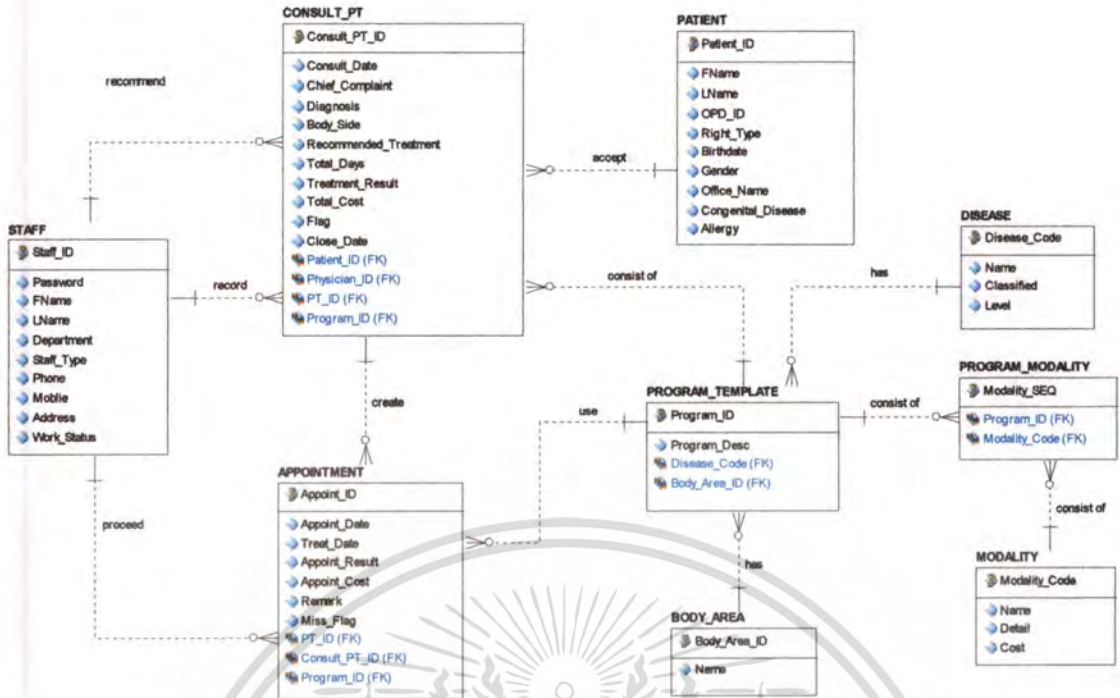 CONSULT_PT
Consult_PT_ID
Consult_Date
Chief_Complaint
Diagnosis
Body_Side
Recommended_Treatment
Total_Days
Treatment_Result
Total_Cost
Flag
Close_Date
Patient_ID (FK)
Physician_ID (FK)
PT_ID (FK)
Program_ID (FK)
PATIENT
Patient_ID
FName
LName
OPD_ID
Right_Type
Birthdate
Gender
Office_Name
Congenital_Disease
Allergy
recommend
accept
STAFF
Staff_ID
Password
FName
LName
Department
Staff_Type
Phone
Moblie
Address
Work_Status
record
consist of
has
DISEASE
Disease_Code
Name
Classified
Level
create
use
PROGRAM_TEMPLATE
Program_ID
Program_Desc
Disease_Code (FK)
Body_Area_ID (FK)
consist of
PROGRAM_MODALITY
Modality_SEQ
Program_ID (FK)
Modality_Code (FK)
proceed
APPOINTMENT
Appoint_ID
Appoint_Date
Treat_Date
Appoint_Result
Appoint_Cost
Remark
Miss_Flag
PT_ID (FK)
Consult_PT_ID (FK)
Program_ID (FK)
has
BODY_AREA
Body_Area_ID
Name
consist of
MODALITY
Modality_Code
Name
Detail
Cost